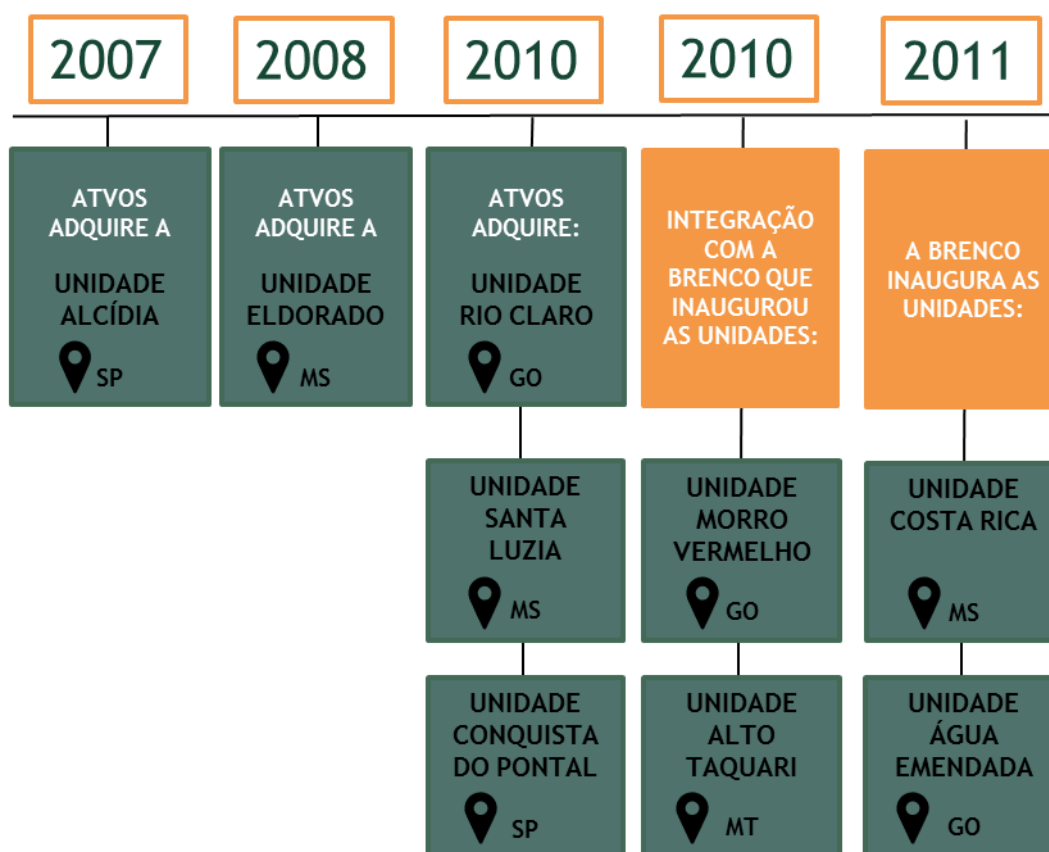 2007
2008
2010
2010
2011
ATVOS
ADQUIRE A
UNIDADE
ALCÍDIA
SP
ATVOS
ADQUIRE A
UNIDADE
ELDORADO
MS
ATVOS
ADQUIRE:
UNIDADE
RIO CLARO
GO
UNIDADE
SANTA
LUZIA
MS
UNIDADE
CONQUISTA
DO PONTAL
SP
INTEGRAÇÃO
COM A
BRENCO QUE
INAUGUROU
AS UNIDADES:
UNIDADE
MORRO
VERMELHO
GO
UNIDADE
ALTO
TAQUARI
MT
A BRENCO
INAUGURA AS
UNIDADES:
UNIDADE
COSTA RICA
MS
UNIDADE
ÁGUA
EMENDADA
GO